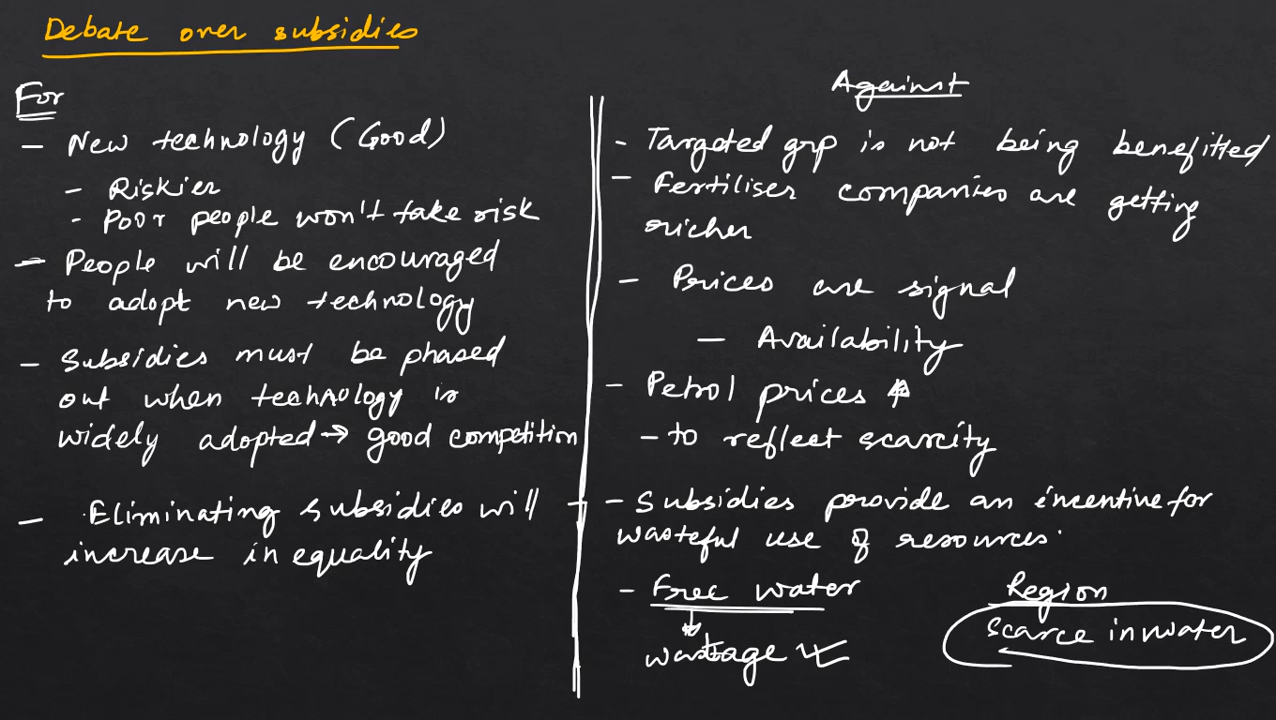 Debate over subsidies
For
- New technology (Good)
- Riskier
- Poor people won't take risk
- People will be encouraged
to adopt new technology
- Subsidies must be phased
out when technology is
widely adopted → good competition
- Eliminating subsidies will
increase in equality
Against
- Targeted grp is not being benefitted
- Fertiliser companies are getting
richer
- Prices are signal
- Availability
- Petrol prices ↑
- to reflect scarcity
- Subsidies provide an incentive for
wasteful use of resources.
- Free water
wastage
Region
scarce in water